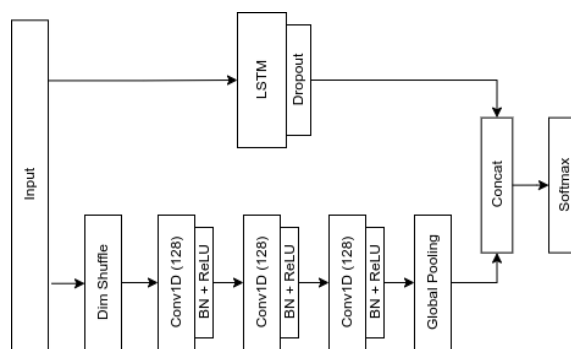 Input
LSTM
Dropout
Dim Shuffle
Conv1D (128)
BN + ReLU
Conv1D (128)
BN + ReLU
Conv1D (128)
BN + ReLU
Global Pooling
Concat
Softmax